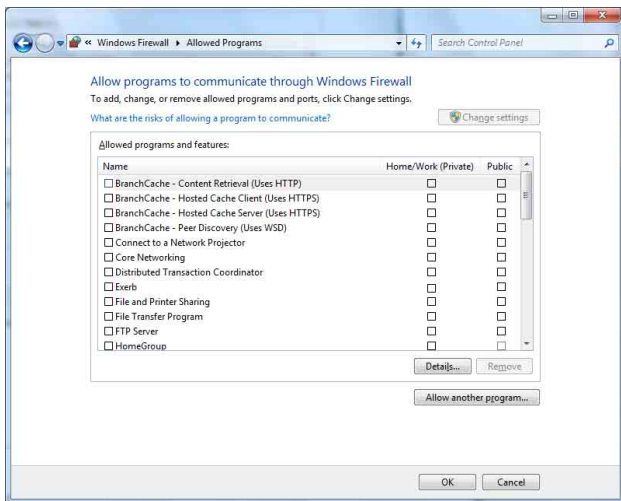 « Windows Firewall ▸ Allowed Programs
Search Control Panel
Allow programs to communicate through Windows Firewall
To add, change, or remove allowed programs and ports, click Change settings.
What are the risks of allowing a program to communicate?
Change settings
Allowed programs and features:
Name Home/Work (Private) Public
BranchCache - Content Retrieval (Uses HTTP)
BranchCache - Hosted Cache Client (Uses HTTPS)
BranchCache - Hosted Cache Server (Uses HTTPS)
BranchCache - Peer Discovery (Uses WSD)
Connect to a Network Projector
Core Networking
Distributed Transaction Coordinator
Exerb
File and Printer Sharing
File Transfer Program
FTP Server
HomeGroup
Details... Remove
Allow another program...
OK Cancel